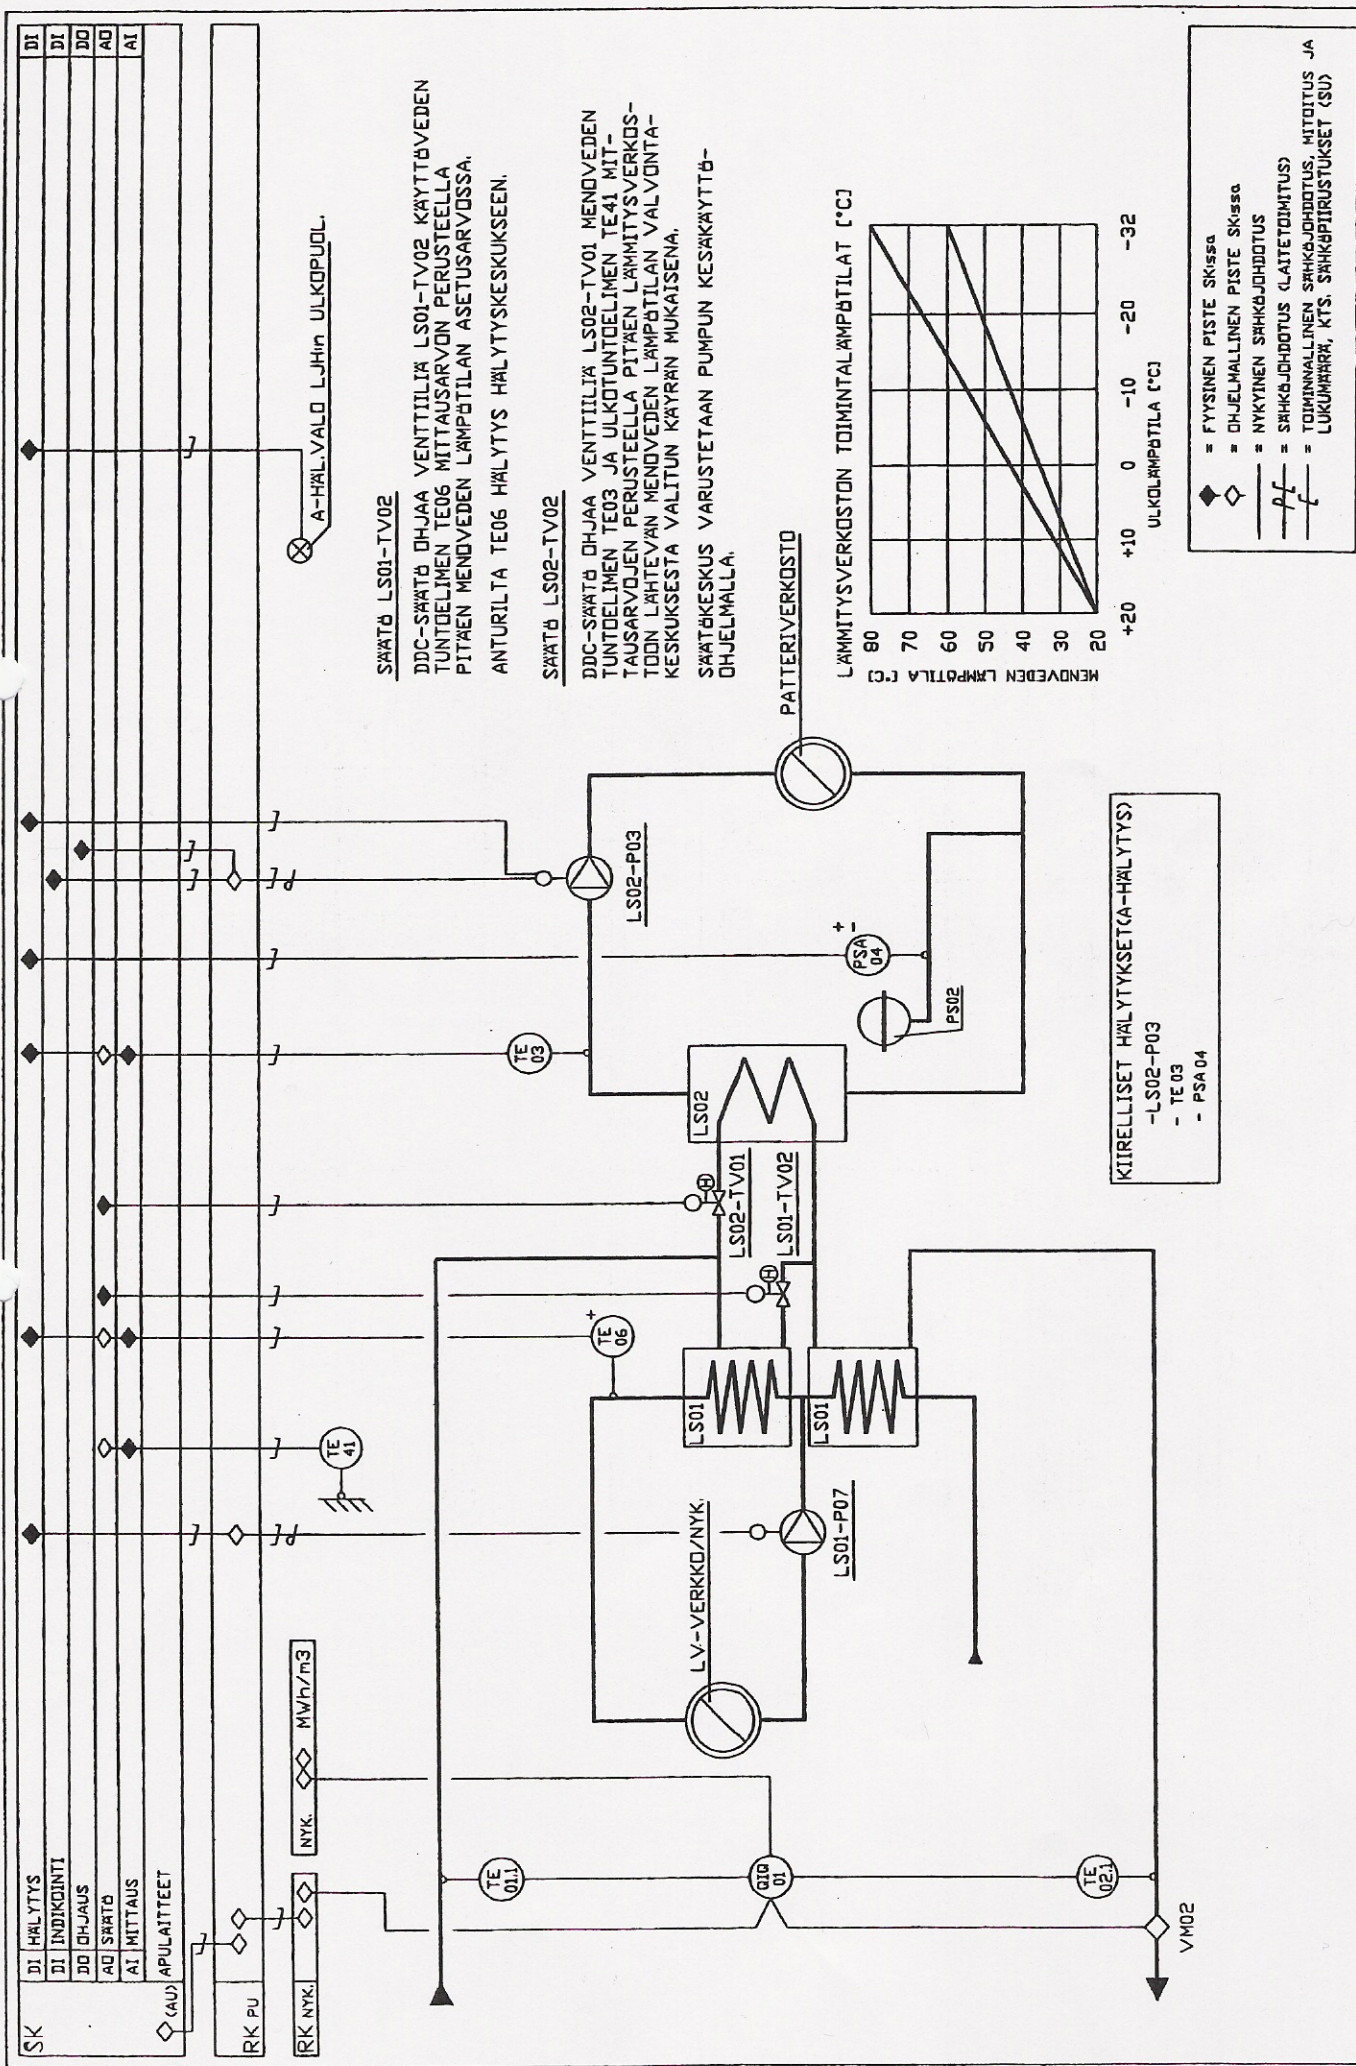 SK
DI HÄLYTYS DI
DI INDIKOINTI DI
DO OHJAUS DO
AO SÄÄTÖ AO
AI MITTAUS AI
(AU) APULAITTEET
RK PU
RK NYK.
NYK. MWh/m3
A-HÄL.VALO LJH:n ULKOPUOL.
SÄÄTÖ LS01-TV02
DDC-SÄÄTÖ OHJAA VENTTIILIÄ LS01-TV02 KÄYTTÖVEDEN
TUNTOELIMEN TE06 MITTAUSARVON PERUSTEELLA
PITÄEN MENOVEDEN LÄMPÖTILAN ASETUSARVOSSA.
ANTURILTA TE06 HÄLYTYS HÄLYTYSKESKUKSEEN.
SÄÄTÖ LS02-TV02
DDC-SÄÄTÖ OHJAA VENTTIILIÄ LS02-TV01 MENOVEDEN
TUNTOELIMEN TE03 JA ULKOTUNTOELIMEN TE41 MIT-
TAUSARVOJEN PERUSTEELLA PITÄEN LÄMMITYSVERKOS-
TOON LÄHTEVÄN MENOVEDEN LÄMPÖTILAN VALVONTA-
KESKUKSESTA VALITUN KÄYRÄN MUKAISENA.
SÄÄTÖKESKUS VARUSTETAAN PUMPUN KESÄKÄYTTÖ-
OHJELMALLA.
TE
41
TE
06
+
TE
03
PSA
04
+
-
TE
01.1
QIQ
01
TE
02.1
VM02
LV-VERKKO/NYK.
LS01-P07
LS01
LS01
H
LS02-TV01
H
LS01-TV02
LS02
LS02-P03
PS02
PATTERIVERKOSTO
LÄMMITYSVERKOSTON TOIMINTALÄMPÖTILAT [°C]
MENOVEDEN LÄMPÖTILA [°C]
80
70
60
50
40
30
20
+20 +10 0 -10 -20 -32
ULKOLÄMPÖTILA [°C]
KIIRELLISET HÄLYTYKSET(A-HÄLYTYS)
-LS02-P03
- TE 03
- PSA 04
= FYYSINEN PISTE SK:ssa
= OHJELMALLINEN PISTE SK:ssa
= NYKYINEN SÄHKÖJOHDOTUS
= SÄHKÖJOHDOTUS (LAITETOIMITUS)
= TOIMINNALLINEN SÄHKÖJOHDOTUS, MITOITUS JA
LUKUMÄÄRÄ, KTS. SÄHKÖPIIRUSTUKSET (SU)